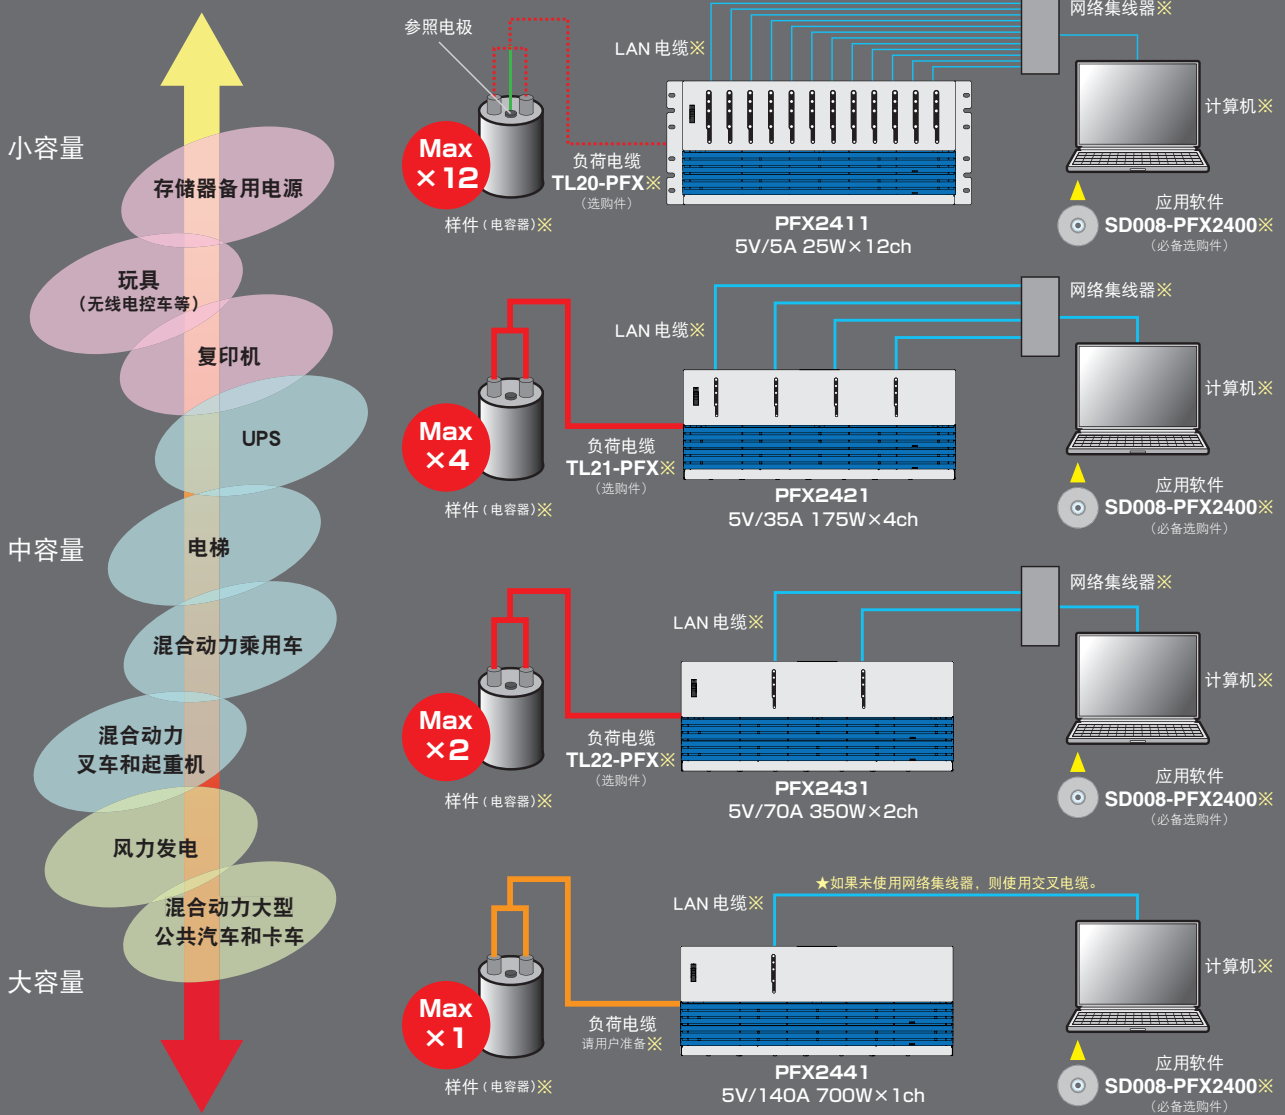 小容量
存储器备用电源
玩具
（无线电控车等）
复印机
UPS
中容量
电梯
混合动力乘用车
混合动力
叉车和起重机
风力发电
混合动力大型
公共汽车和卡车
大容量
参照电极
LAN 电缆※
网络集线器※
计算机※
Max
×12
负荷电缆
TL20-PFX※
（选购件）
样件（电容器）※
PFX2411
5V/5A 25W×12ch
应用软件
SD008-PFX2400※
（必备选购件）
LAN 电缆※
网络集线器※
计算机※
Max
×4
负荷电缆
TL21-PFX※
（选购件）
样件（电容器）※
PFX2421
5V/35A 175W×4ch
应用软件
SD008-PFX2400※
（必备选购件）
LAN 电缆※
网络集线器※
计算机※
Max
×2
负荷电缆
TL22-PFX※
（选购件）
样件（电容器）※
PFX2431
5V/70A 350W×2ch
应用软件
SD008-PFX2400※
（必备选购件）
★如果未使用网络集线器，则使用交叉电缆。
LAN 电缆※
计算机※
Max
×1
负荷电缆
请用户准备※
样件（电容器）※
PFX2441
5V/140A 700W×1ch
应用软件
SD008-PFX2400※
（必备选购件）